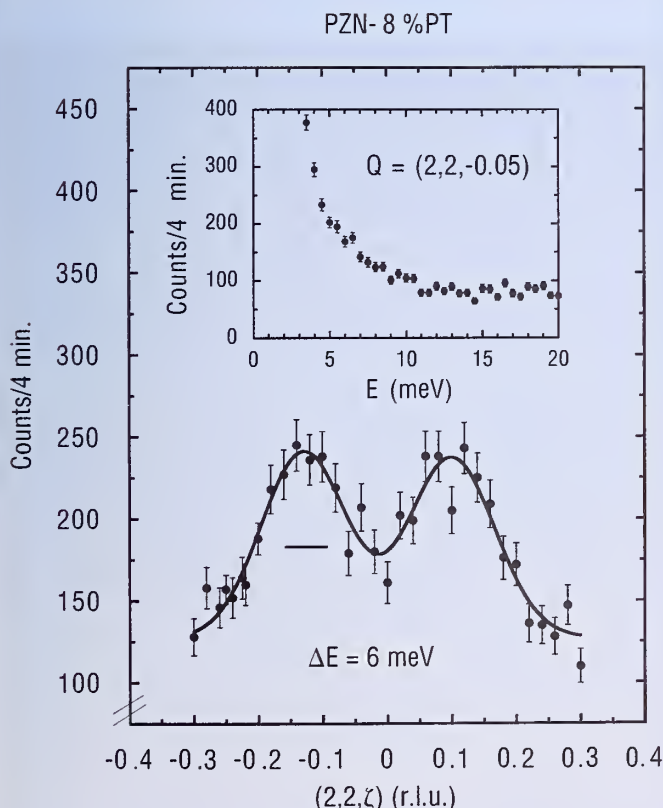 PZN- 8 %PT
450
400
350
300
250
200
150
100
Counts/4 min.
400
300
200
100
0
Counts/4 min.
Q = (2,2,-0.05)
0 5 10 15 20
E (meV)
ΔE = 6 meV
-0.4 -0.3 -0.2 -0.1 0 0.1 0.2 0.3 0.4
(2,2,ζ) (r.l.u.)